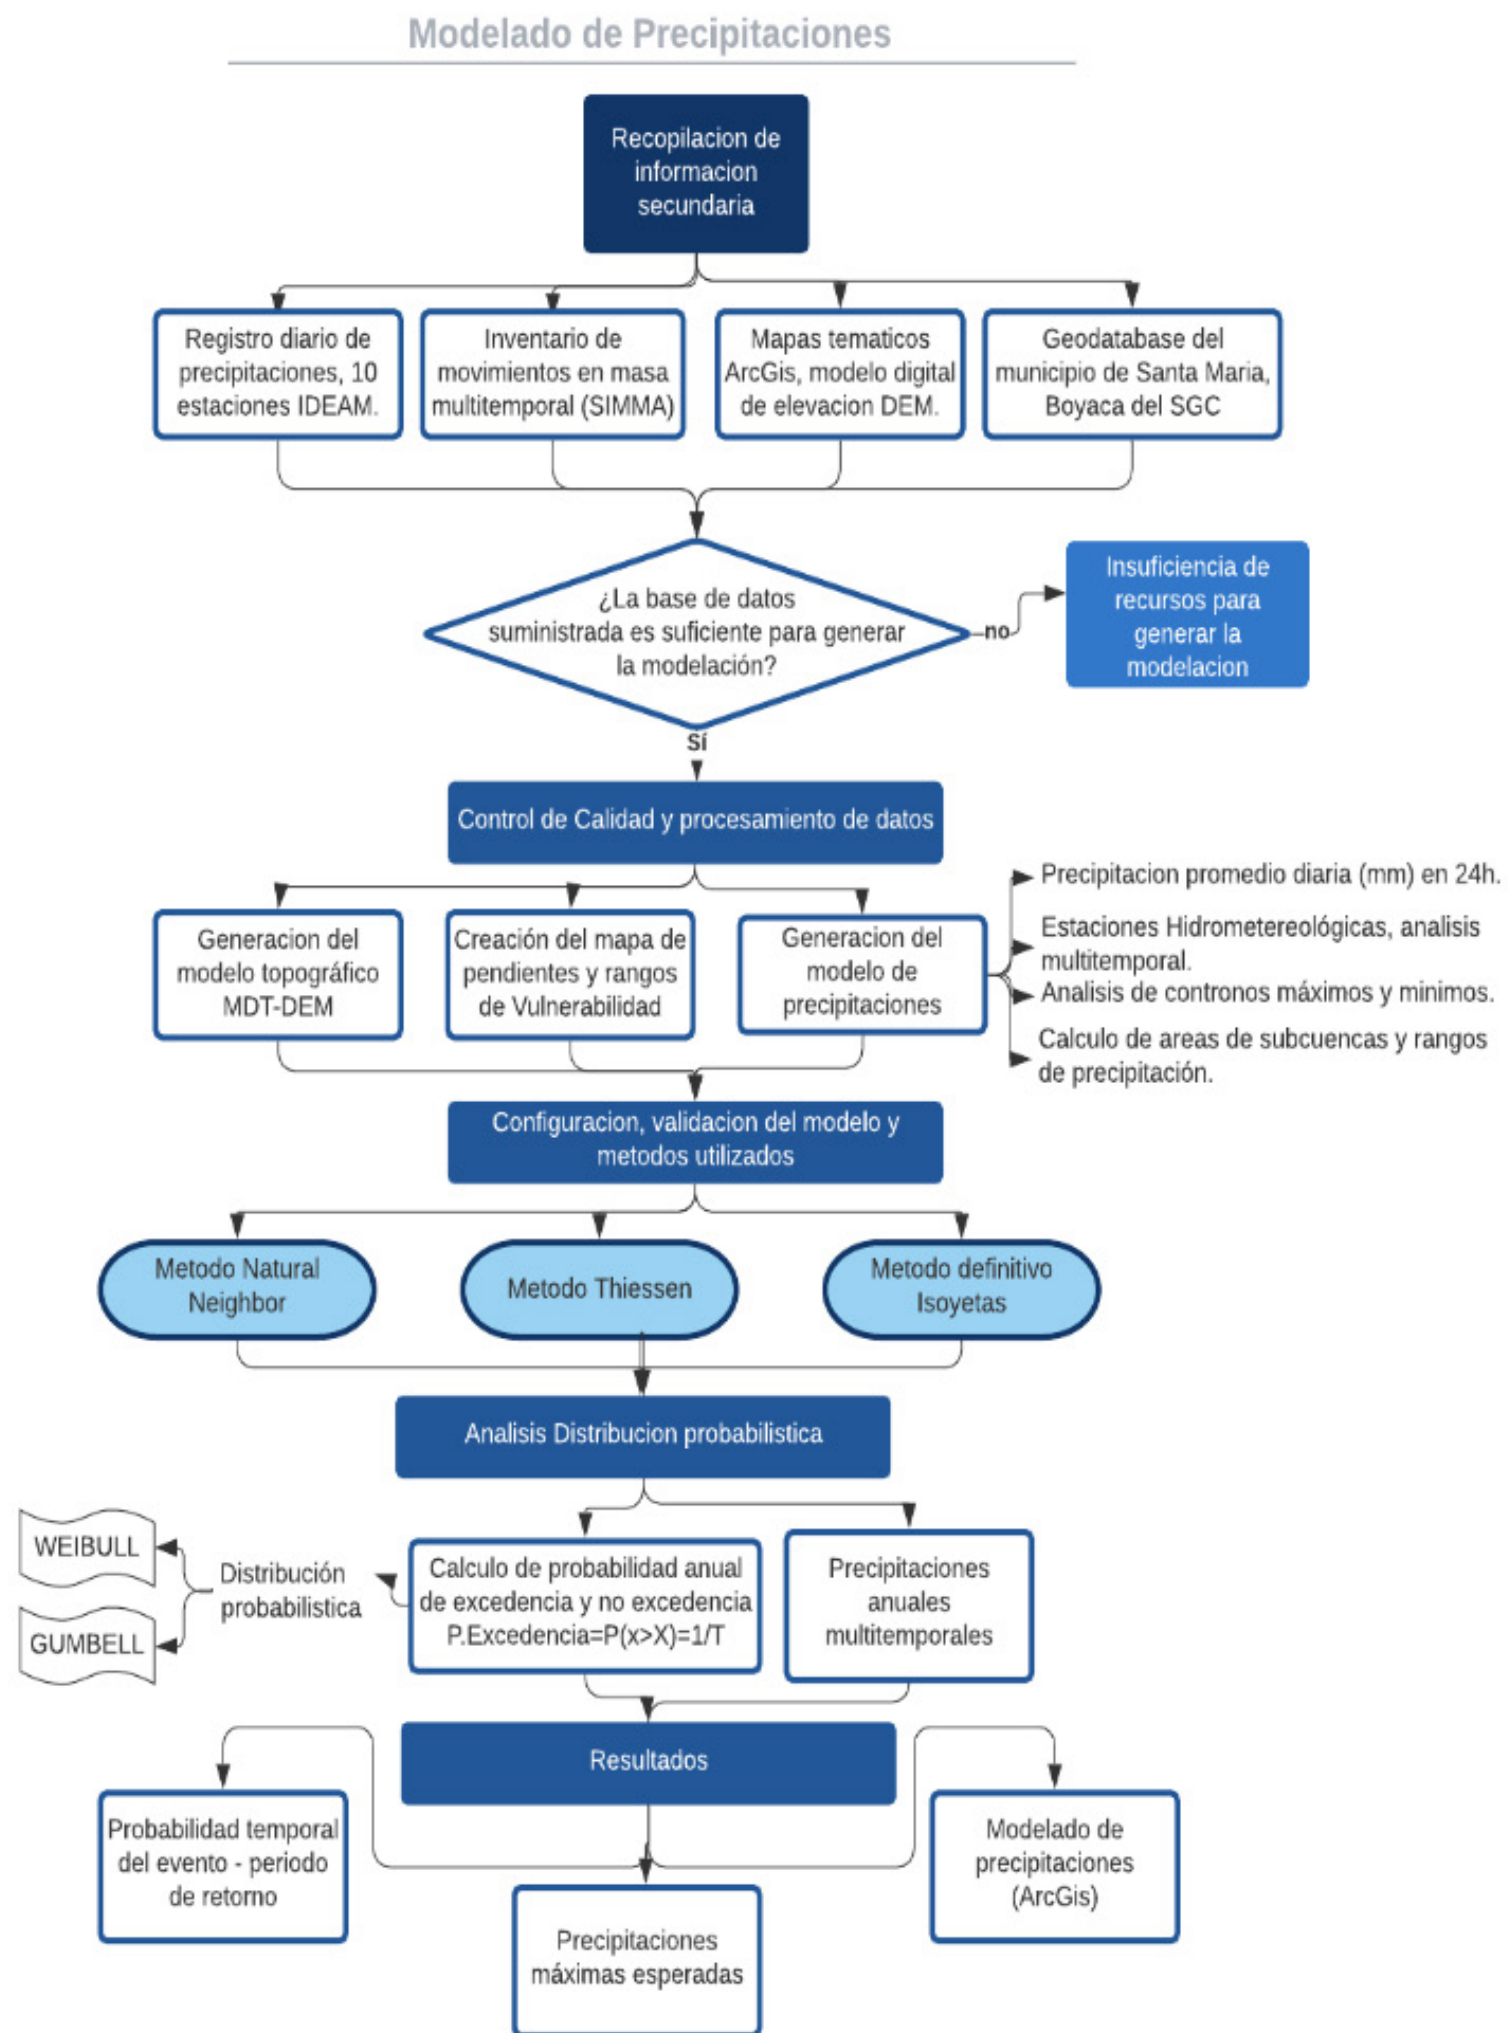 Modelado de Precipitaciones
Recopilacion de
informacion
secundaria
Registro diario de
precipitaciones, 10
estaciones IDEAM.
Inventario de
movimientos en masa
multitemporal (SIMMA)
Mapas tematicos
ArcGis, modelo digital
de elevacion DEM.
Geodatabase del
municipio de Santa Maria,
Boyaca del SGC
¿La base de datos
suministrada es suficiente para generar
la modelación?
no
Insuficiencia de
recursos para
generar la
modelacion
Sí
Control de Calidad y procesamiento de datos
Generacion del
modelo topográfico
MDT-DEM
Creación del mapa de
pendientes y rangos
de Vulnerabilidad
Generacion del
modelo de
precipitaciones
Precipitacion promedio diaria (mm) en 24h.
Estaciones Hidrometereológicas, analisis
multitemporal.
Analisis de contronos máximos y minimos.
Calculo de areas de subcuencas y rangos
de precipitación.
Configuracion, validacion del modelo y
metodos utilizados
Metodo Natural
Neighbor
Metodo Thiessen
Metodo definitivo
Isoyetas
Analisis Distribucion probabilistica
WEIBULL
GUMBELL
Distribución
probabilistica
Calculo de probabilidad anual
de excedencia y no excedencia
P.Excedencia=P(x>X)=1/T
Precipitaciones
anuales
multitemporales
Resultados
Probabilidad temporal
del evento - periodo
de retorno
Precipitaciones
máximas esperadas
Modelado de
precipitaciones
(ArcGis)